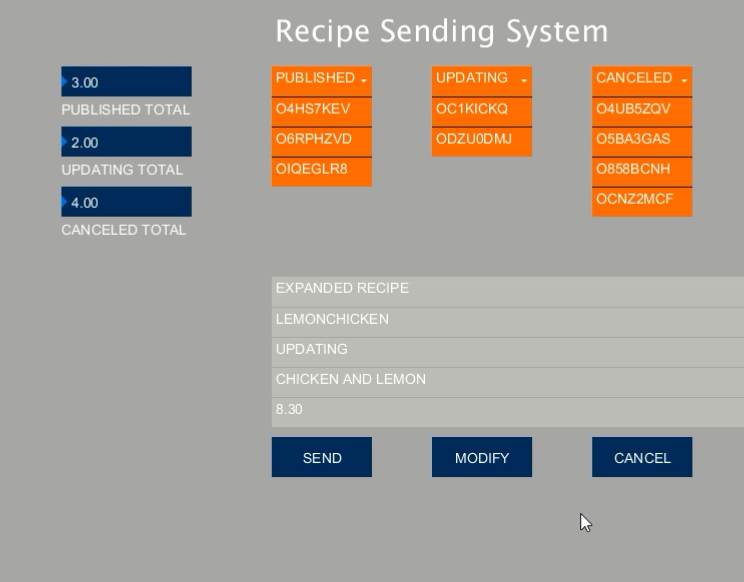 Recipe Sending System
3.00
PUBLISHED TOTAL
2.00
UPDATING TOTAL
4.00
CANCELED TOTAL
PUBLISHED
O4HS7KEV
O6RPHZVD
OIQEGLR8
UPDATING
OC1KICKQ
ODZU0DMJ
CANCELED
O4UB5ZQV
O5BA3GAS
O858BCNH
OCNZ2MCF
EXPANDED RECIPE
LEMONCHICKEN
UPDATING
CHICKEN AND LEMON
8.30
SEND
MODIFY
CANCEL